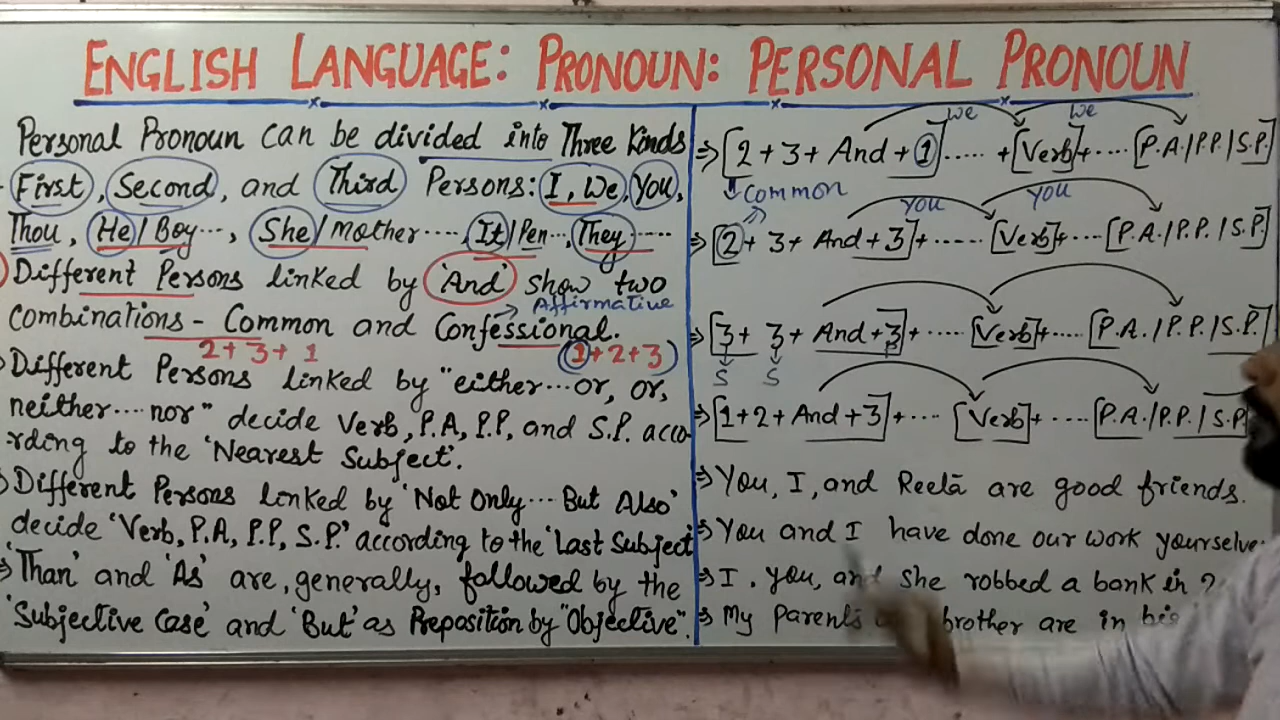 ENGLISH LANGUAGE: PRONOUN: PERSONAL PRONOUN
Personal Pronoun can be divided into Three Kinds
First, Second, and Third Persons: I, We, You,
Thou, He/Boy..., She/Mother...., It/Pen..., They.....
Different Persons linked by 'And' show two
Affirmative
combinations - Common and Confessional.
2+3+1 1+2+3
Different Persons linked by "either...or, or,
neither....nor" decide Verb, P.A, P.P, and S.P. acco-
rding to the 'Nearest Subject'.
Different Persons linked by 'Not Only...But Also'
decide 'Verb, P.A, P.P, S.P.' according to the 'Last Subject
'Than' and 'As' are, generally, followed by the
'Subjective Case' and 'But' as Preposition by "Objective".
We We
⇒[2+3+And+1]..... +[Verb]+....[P.A./P.P./S.P.]
Common
You You
⇒[2+3+And+3]+.....[Verb]+....[P.A./P.P./S.P.]
⇒[3+3+And+3]+.....[Verb]+....[P.A./P.P./S.P.]
S S P
⇒[1+2+And+3]+....[Verb]+.....[P.A./P.P./S.P.
⇒ You, I, and Reeta are good friends.
⇒ You and I have done our work
⇒ I, you, and she robbed a bank in
⇒ My parents brother are in